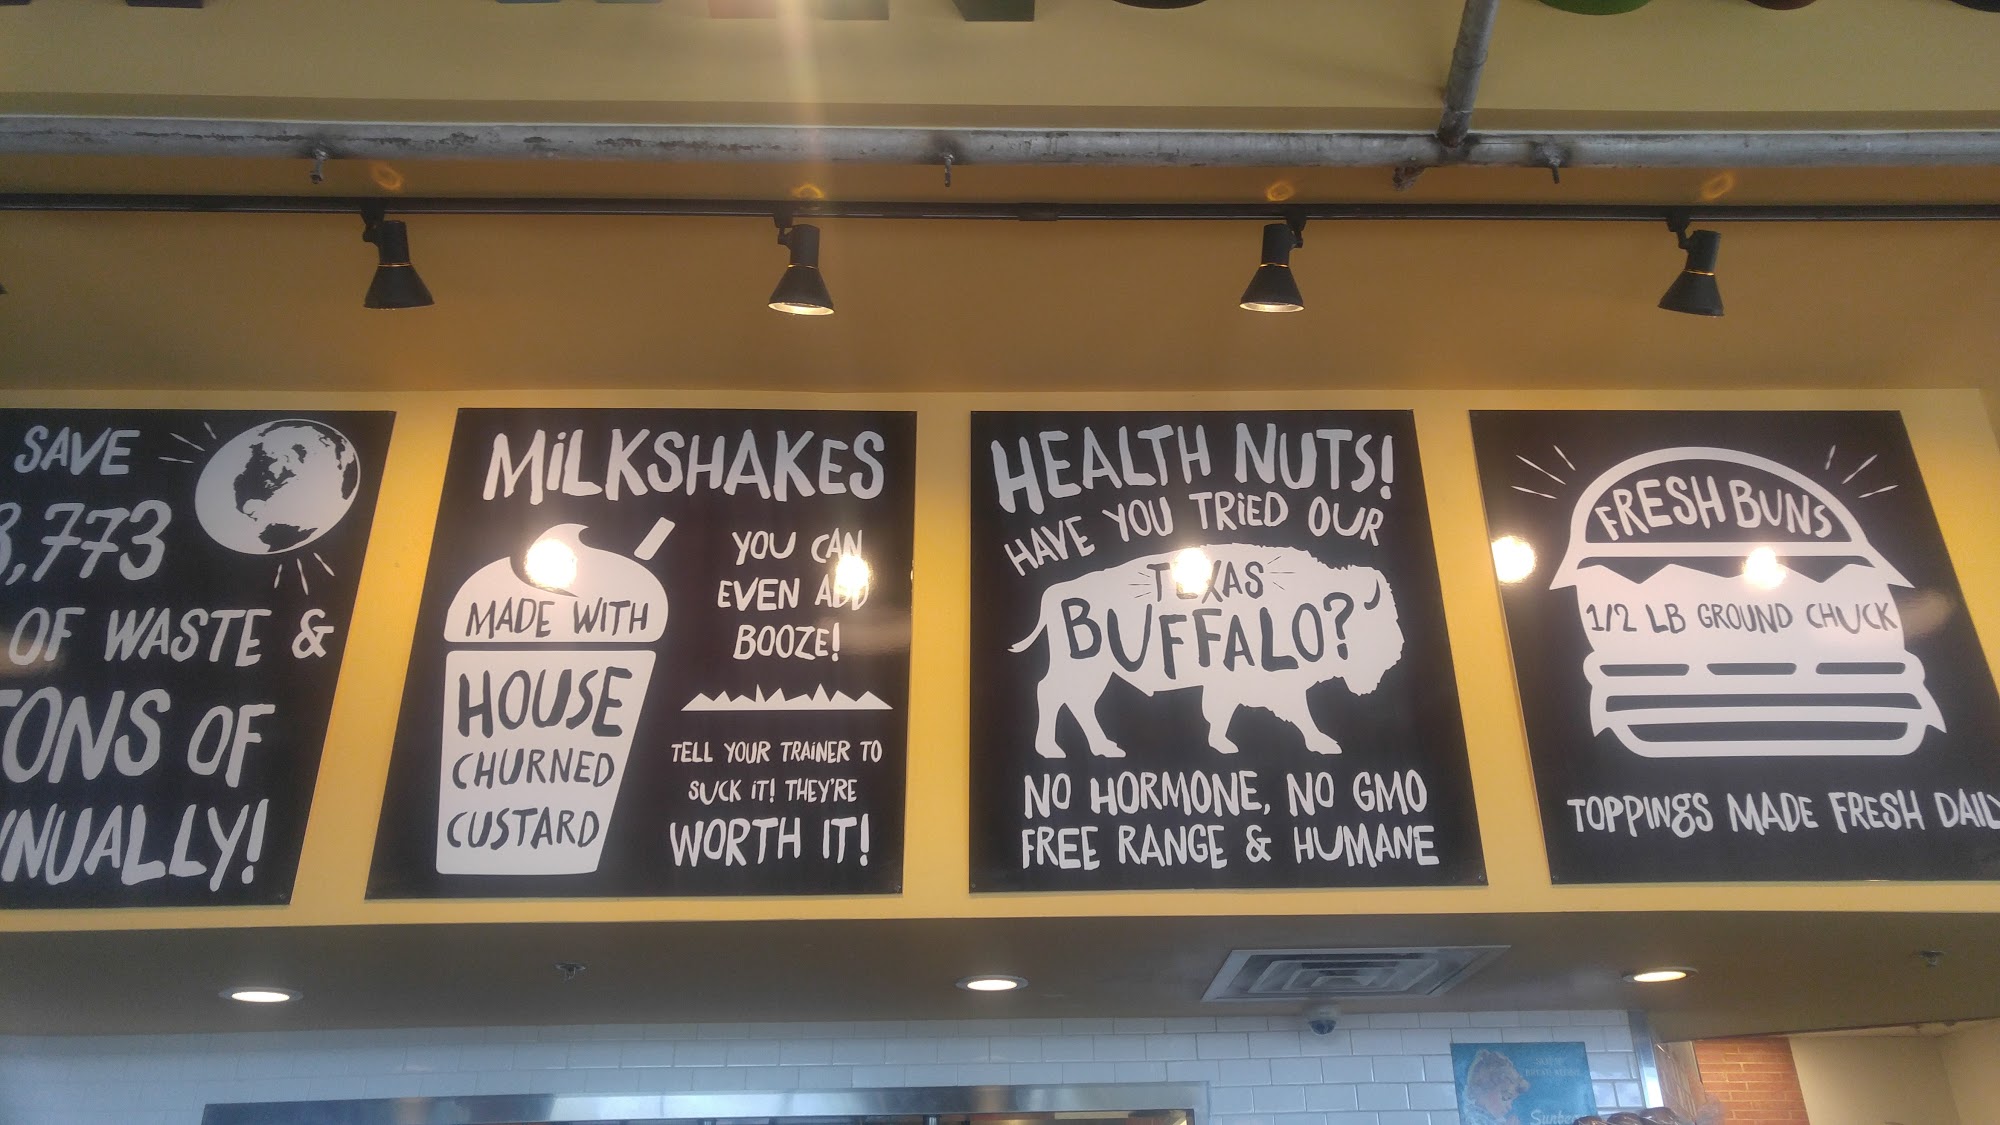 SAVE
,773
OF WASTE &
TONS OF
NUALLY!
MiLKSHAKES
MADE WITH
HOUSE
CHURNED
CUSTARD
YOU CAN
EVEN ADD
BOOZE!
TELL YOUR TRAiNER TO
SUCK iT! THEY'RE
WORTH IT!
HEALTH NUTS!
HAVE YOU TRiED OUR
TEXAS
BUFFALO?
NO HORMONE, NO GMO
FREE RANGE & HUMANE
FRESH BUNS
1/2 LB GROUND CHUCK
TOPPiNGS MADE FRESH DAILY